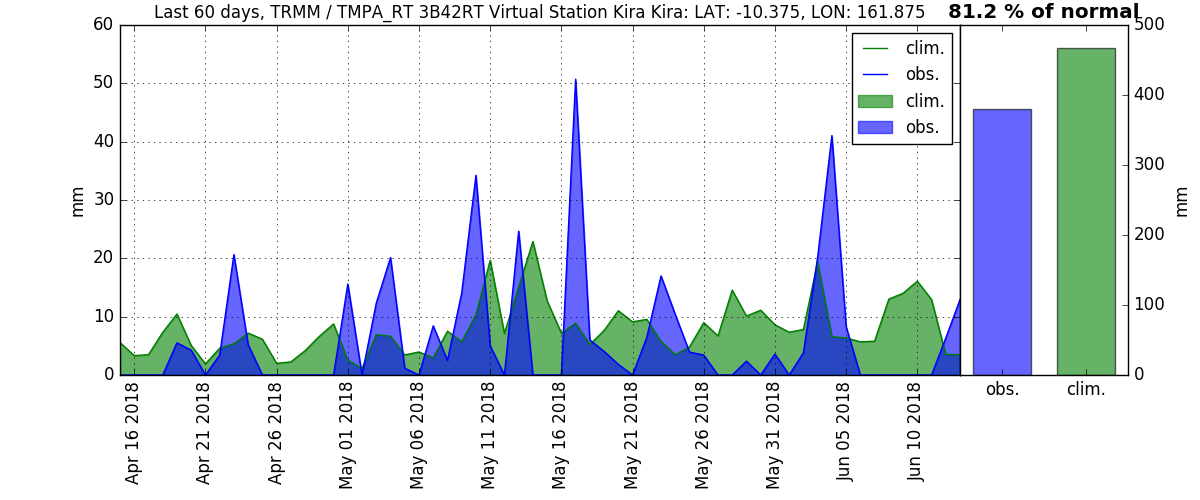 Last 60 days, TRMM / TMPA_RT 3B42RT Virtual Station Kira Kira: LAT: -10.375, LON: 161.875
81.2 % of normal
60
50
40
30
20
10
0
mm
clim.
obs.
clim.
obs.
Apr 16 2018
Apr 21 2018
Apr 26 2018
May 01 2018
May 06 2018
May 11 2018
May 16 2018
May 21 2018
May 26 2018
May 31 2018
Jun 05 2018
Jun 10 2018
500
400
300
200
100
0
mm
obs.
clim.